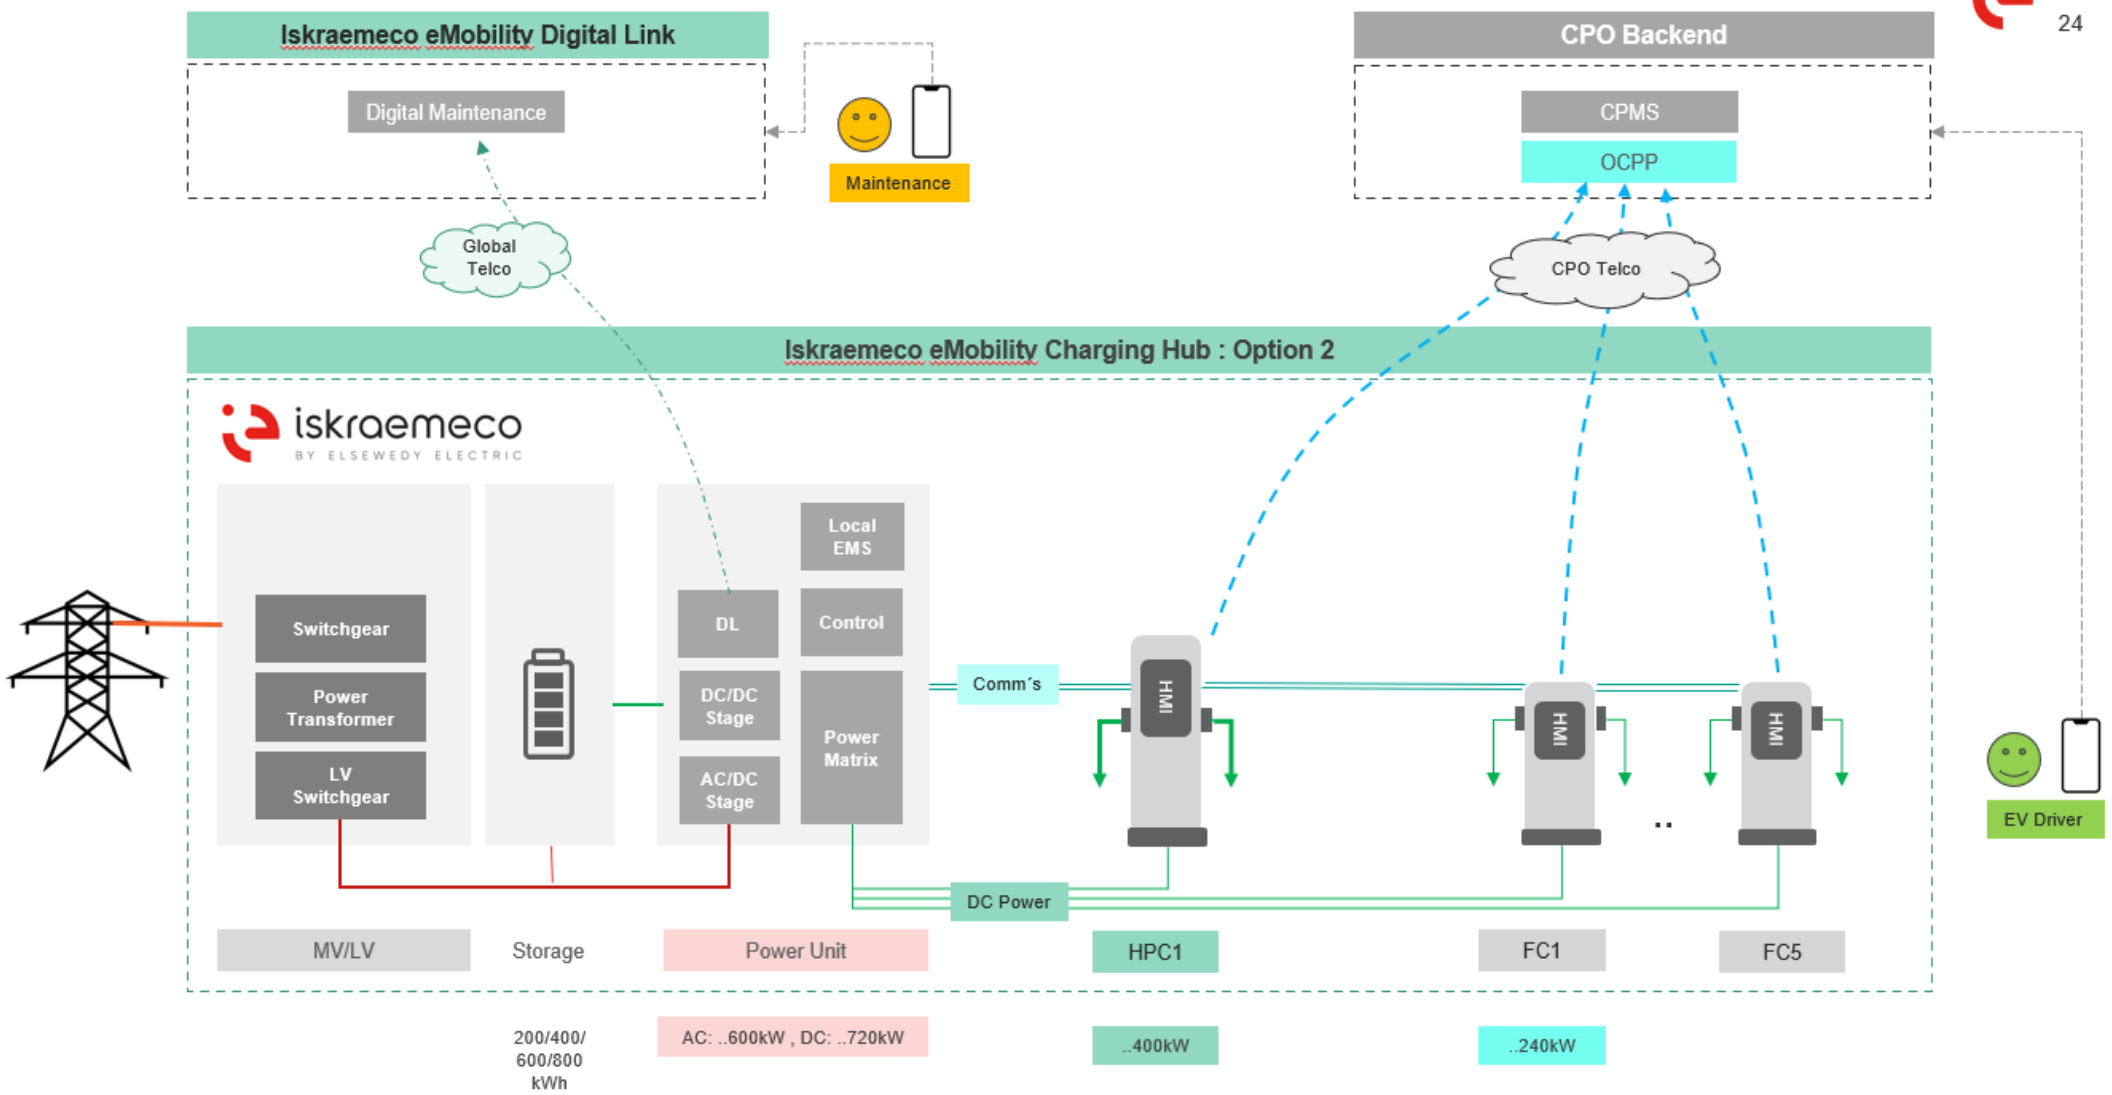 24
Iskraemeco eMobility Digital Link
CPO Backend
Digital Maintenance
CPMS
OCPP
Maintenance
Global
Telco
CPO Telco
Iskraemeco eMobility Charging Hub : Option 2
iskraemeco
BY ELSEWEDY ELECTRIC
Switchgear
Power
Transformer
LV
Switchgear
Local
EMS
DL
Control
DC/DC
Stage
Power
Matrix
AC/DC
Stage
Comm´s
HMI
HMI
HMI
..
EV Driver
DC Power
MV/LV
Storage
Power Unit
HPC1
FC1
FC5
200/400/
600/800
kWh
AC: ..600kW , DC: ..720kW
..400kW
..240kW